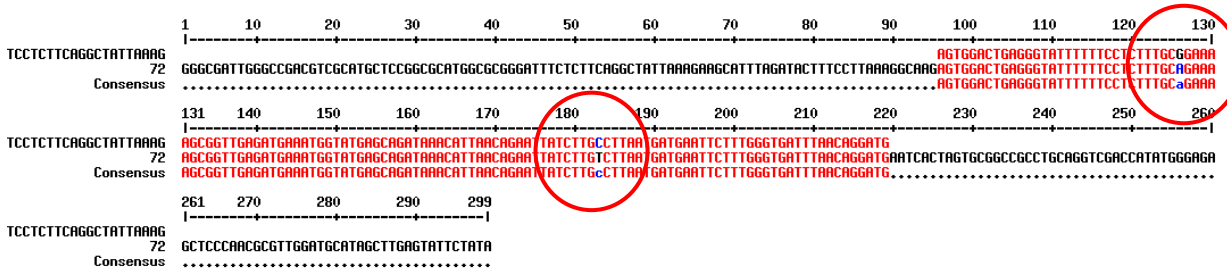 1 10 20 30 40 50 60 70 80 90 100 110 120 130
|---------+---------+---------+---------+---------+---------+---------+---------+---------+---------+---------+---------+---------|
TCCTCTTCAGGCTATTAAAG AGTGGACTGAGGGTATTTTTTCCTCTTTGCGGAAA
72 GGGCGATTGGGCCGACGTCGCATGCTCCGGCGCATGGCGCGGGATTTCTCTTCAGGCTATTAAAGAAGCATTTAGATACTTTCCTTAAAGGCAAGAGTGGACTGAGGGTATTTTTTCCTCTTTGCAGAAA
Consensus ...............................................................................................AGTGGACTGAGGGTATTTTTTCCTCTTTGCaGAAA
131 140 150 160 170 180 190 200 210 220 230 240 250 260
|---------+---------+---------+---------+---------+---------+---------+---------+---------+---------+---------+---------+---------|
TCCTCTTCAGGCTATTAAAG AGCGGTTGAGATGAAATGGTATGAGCAGATAAACATTAACAGAATTATCTTGCCTTAATGATGAATTCTTTGGGTGATTTAACAGGATG
72 AGCGGTTGAGATGAAATGGTATGAGCAGATAAACATTAACAGAATTATCTTGTCTTAATGATGAATTCTTTGGGTGATTTAACAGGATGAATCACTAGTGCGGCCGCCTGCAGGTCGACCATATGGGAGA
Consensus AGCGGTTGAGATGAAATGGTATGAGCAGATAAACATTAACAGAATTATCTTGcCTTAATGATGAATTCTTTGGGTGATTTAACAGGATG.........................................
261 270 280 290 299
|---------+---------+---------+--------|
TCCTCTTCAGGCTATTAAAG
72 GCTCCCAACGCGTTGGATGCATAGCTTGAGTATTCTATA
Consensus .......................................